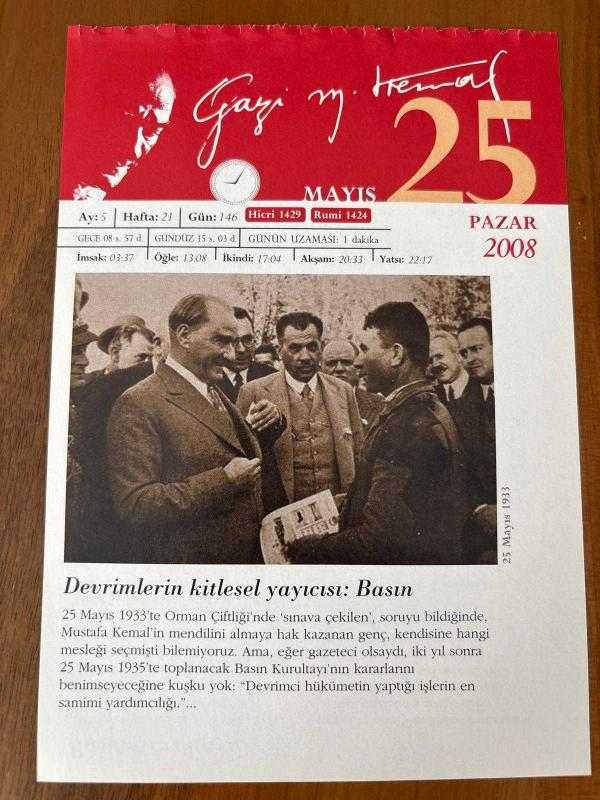 Gazi M. Kemal
25
MAYIS
PAZAR
2008
Ay: 5 Hafta: 21 Gün: 146 Hicri 1429 Rumi 1424
GECE 08 s. 57 d. GÜNDÜZ 15 s. 03 d. GÜNÜN UZAMASI: 1 dakika
İmsak: 03:37 Öğle: 13:08 İkindi: 17:04 Akşam: 20:33 Yatsı: 22:17
25 Mayıs 1933
Devrimlerin kitlesel yayıcısı: Basın
25 Mayıs 1933'te Orman Çiftliği'nde 'sınava çekilen', soruyu bildiğinde,
Mustafa Kemal'in mendilini almaya hak kazanan genç, kendisine hangi
mesleği seçmişti bilemiyoruz. Ama, eğer gazeteci olsaydı, iki yıl sonra
25 Mayıs 1935'te toplanacak Basın Kurultayı'nın kararlarını
benimseyeceğine kuşku yok: “Devrimci hükümetin yaptığı işlerin en
samimi yardımcılığı.”...